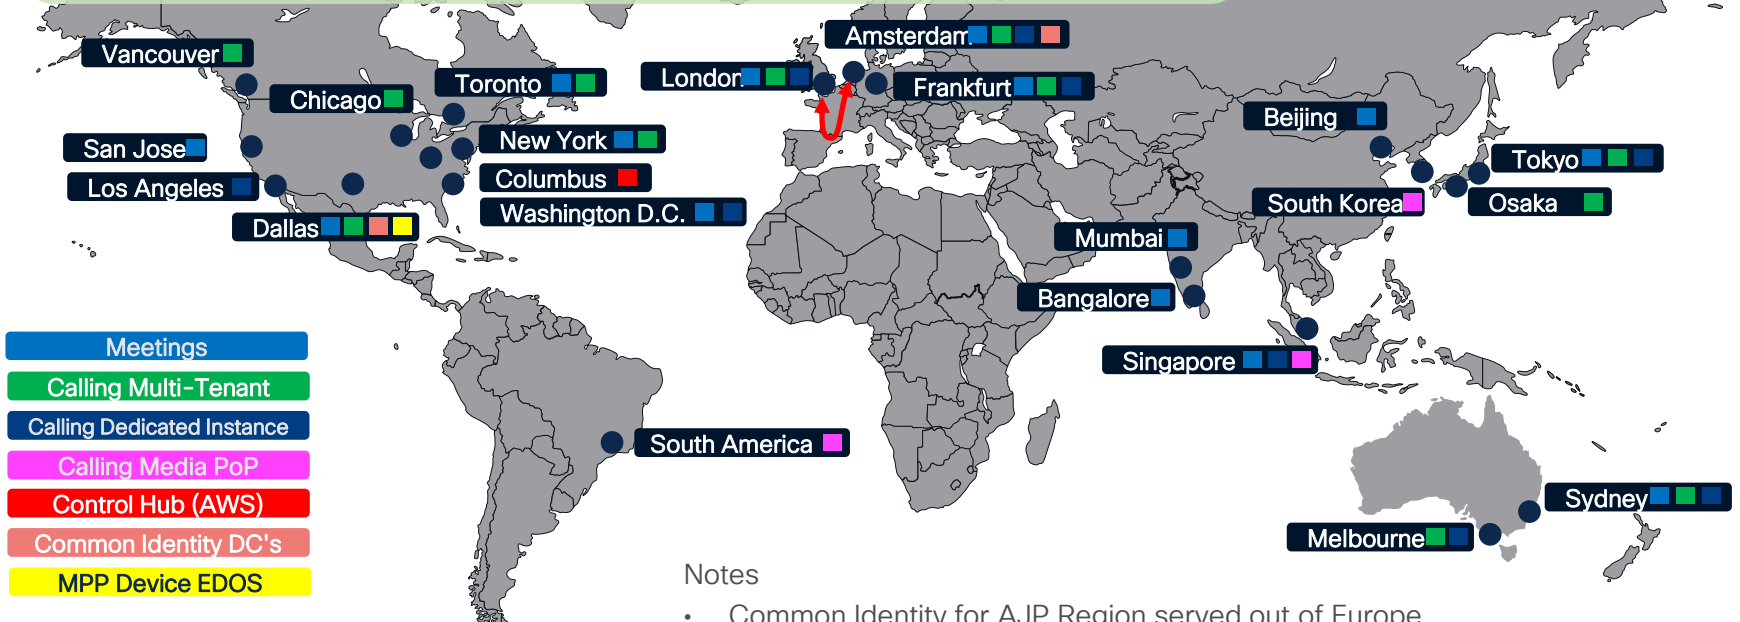 Amsterdam
Vancouver
London
Toronto
Frankfurt
Chicago
Beijing
New York
San Jose
Tokyo
Columbus
Los Angeles
South Korea
Osaka
Washington D.C.
Dallas
Mumbai
Bangalore
Meetings
Singapore
Calling Multi-Tenant
Calling Dedicated Instance
South America
Calling Media PoP
Control Hub (AWS)
Sydney
Common Identity DC's
Melbourne
MPP Device EDOS
Notes
• Common Identity for AJP Region served out of Europe